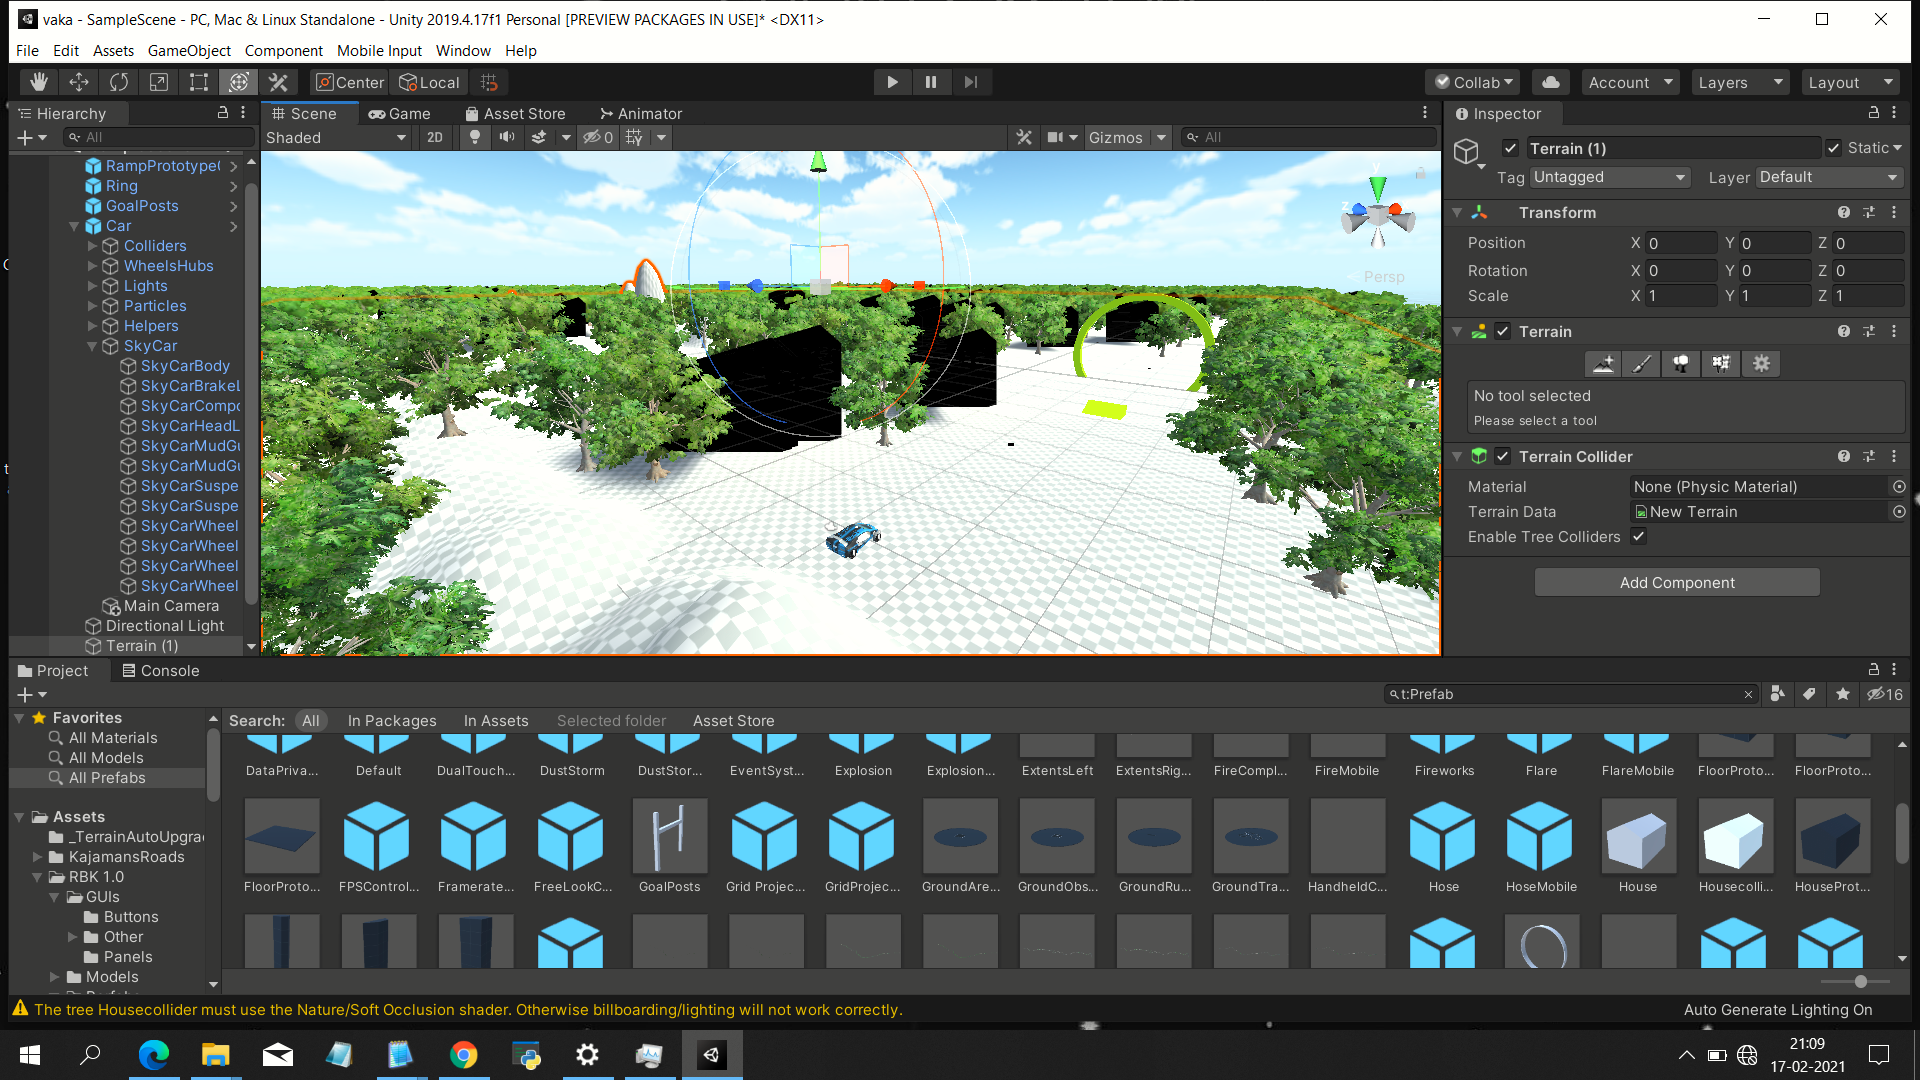 vaka - SampleScene - PC, Mac & Linux Standalone - Unity 2019.4.17f1 Personal [PREVIEW PACKAGES IN USE]* <DX11>
File Edit Assets GameObject Component Mobile Input Window Help
Center Local Collab Account Layers Layout
Hierarchy
All
RampPrototype
Ring
GoalPosts
Car
Colliders
WheelsHubs
Lights
Particles
Helpers
SkyCar
SkyCarBody
SkyCarBrakeL
SkyCarCompo
SkyCarHeadL
SkyCarMudGu
SkyCarMudGu
SkyCarSuspe
SkyCarSuspe
SkyCarWheel
SkyCarWheel
SkyCarWheel
SkyCarWheel
Main Camera
Directional Light
Terrain (1)
Scene Game Asset Store Animator
Shaded 2D 0 Gizmos All
y
z
Persp
Inspector
Terrain (1) Static
Tag Untagged Layer Default
Transform
Position X 0 Y 0 Z 0
Rotation X 0 Y 0 Z 0
Scale X 1 Y 1 Z 1
Terrain
No tool selected
Please select a tool
Terrain Collider
Material None (Physic Material)
Terrain Data New Terrain
Enable Tree Colliders
Add Component
Project Console
t:Prefab 16
Favorites
All Materials
All Models
All Prefabs
Assets
_TerrainAutoUpgrad
KajamansRoads
RBK 1.0
GUIs
Buttons
Other
Panels
Models
Search: All In Packages In Assets Selected folder Asset Store
DataPriva... Default DualTouch... DustStorm DustStor... EventSyst... Explosion Explosion... ExtentsLeft ExtentsRig... FireCompl... FireMobile Fireworks Flare FlareMobile FloorProto... FloorProto...
FloorProto... FPSControl... Framerate... FreeLookC... GoalPosts Grid Projec... GridProjec... GroundAre... GroundObs... GroundRu... GroundTra... HandheldC... Hose HoseMobile House Housecolli... HouseProt...
The tree Housecollider must use the Nature/Soft Occlusion shader. Otherwise billboarding/lighting will not work correctly.
Auto Generate Lighting On
21:09
17-02-2021